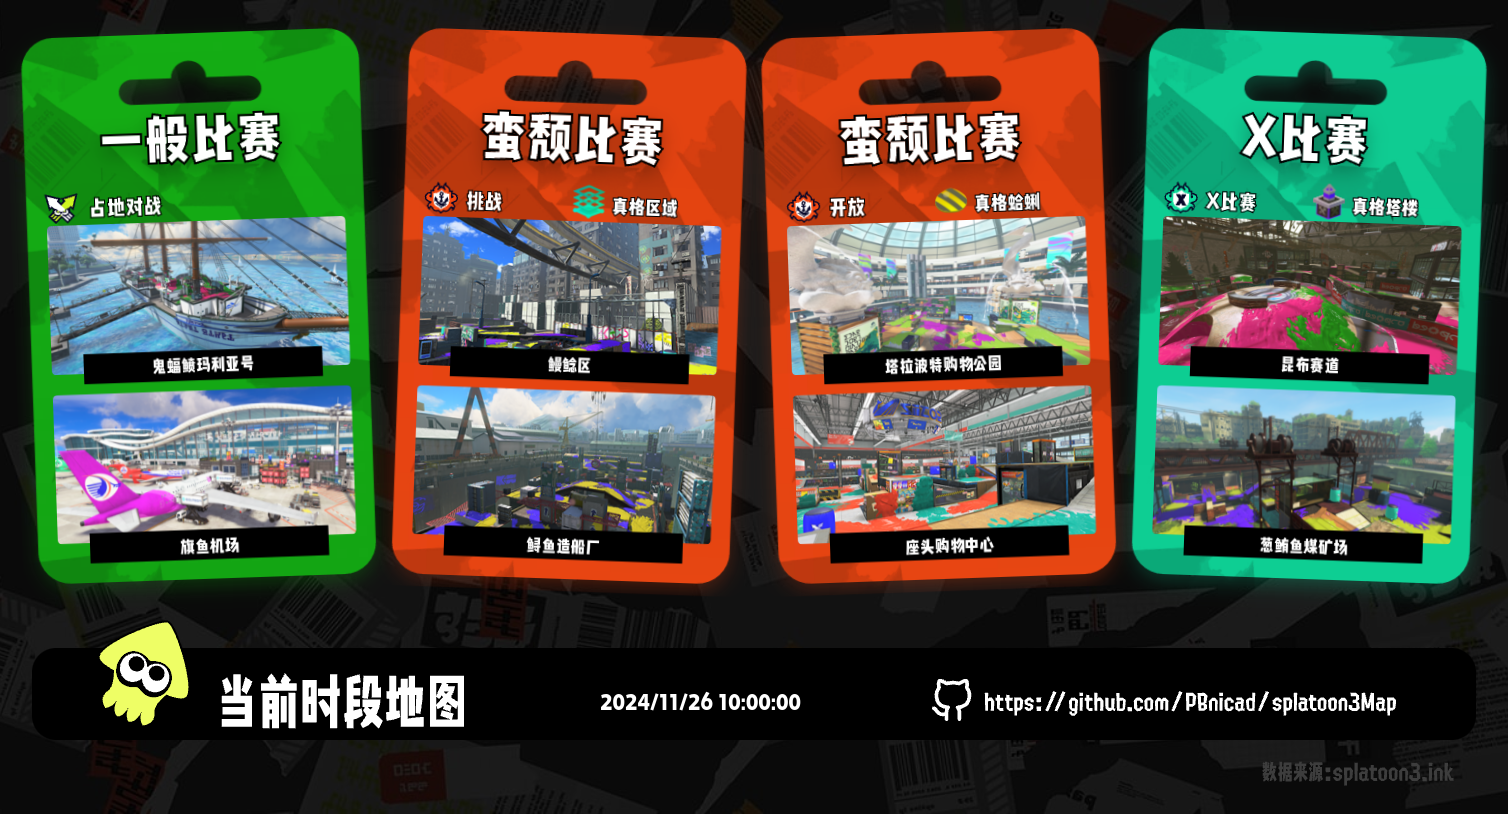 一般比赛
占地对战
鬼蝠鲼玛利亚号
旗鱼机场
蛮颓比赛
挑战
真格区域
鳗鲶区
鲟鱼造船厂
蛮颓比赛
开放
真格蛤蜊
塔拉波特购物公园
座头购物中心
X比赛
X比赛
真格塔楼
昆布赛道
葱鲔鱼煤矿场
当前时段地图
2024/11/26 10:00:00
https://github.com/PBnicad/splatoon3Map
数据来源:splatoon3.ink